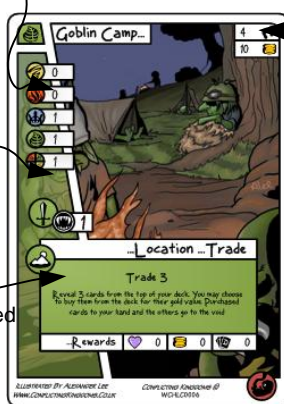 Goblin Camp...
4
10
0
0
1
1
1
1
...Location ...Trade
Trade 3
Reveal 3 cards from the top of your deck. You may choose
to buy them from the deck for their gold value. Purchased
cards to your hand and the others go to the void
ed
...Rewards 0 0 0
Illustrated By Alexander Lee
www.ConflictingKingdoms.Co.uk
Conflicting Kingdoms ©
WCHLCD006